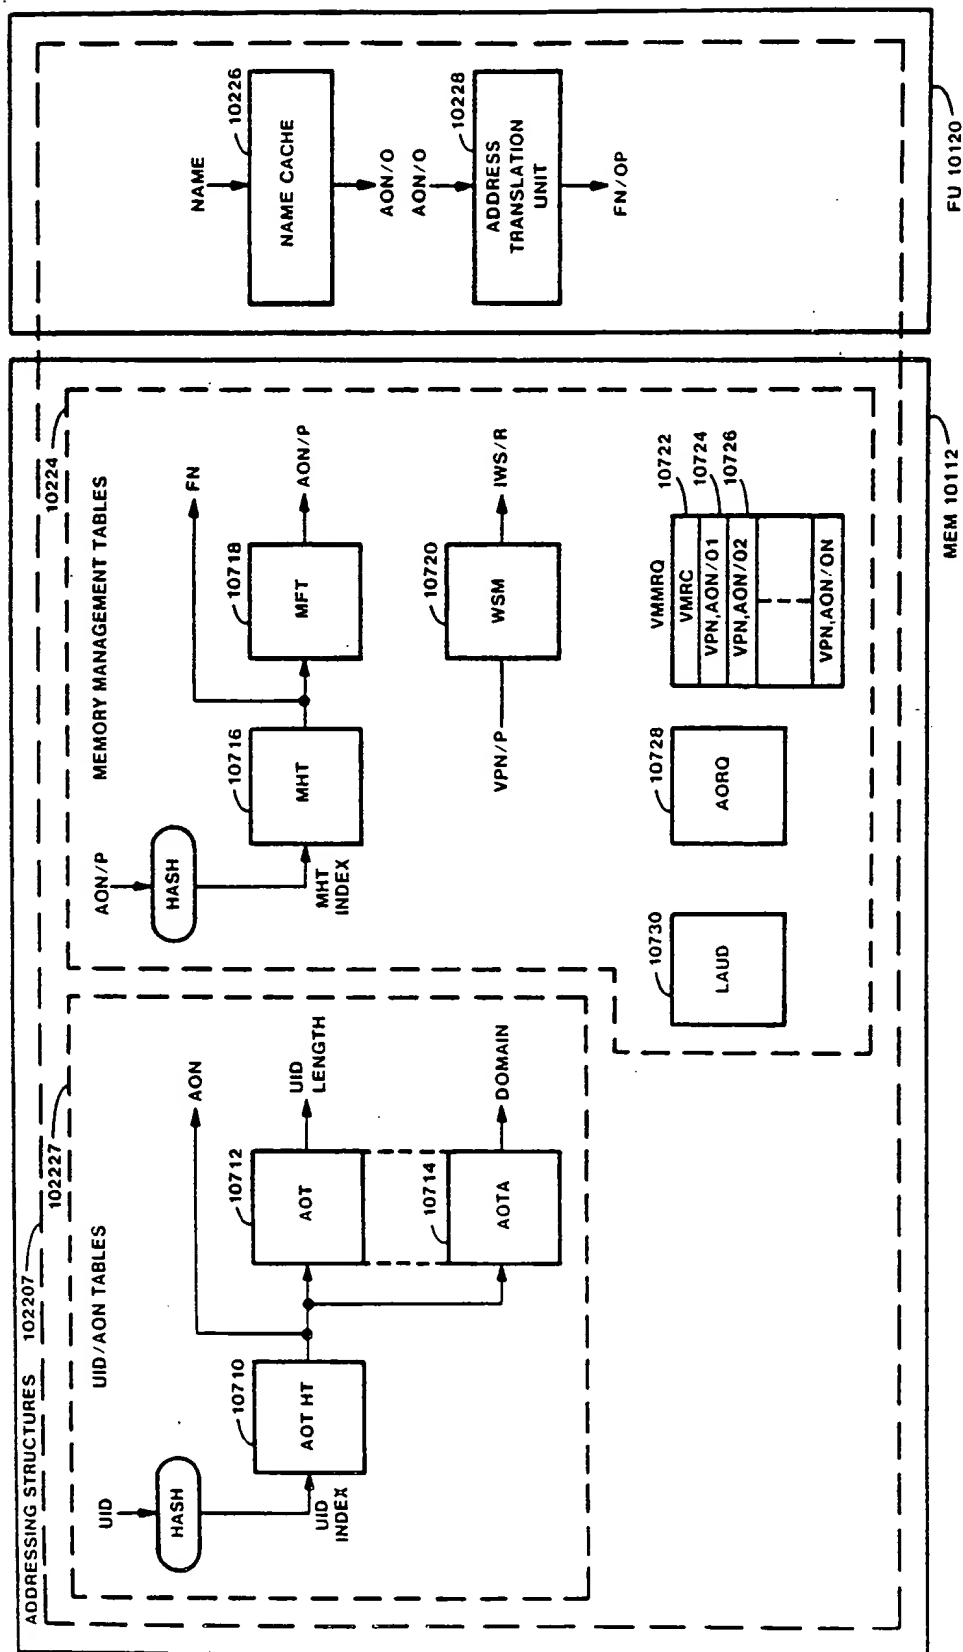 ADDRESSING STRUCTURES 102207
102227
UID/AON TABLES
UID
HASH
UID
INDEX
10710
AOT HT
AON
10712
AOT
UID
LENGTH
10714
AOTA
DOMAIN
10224
MEMORY MANAGEMENT TABLES
AON/P
HASH
MHT
INDEX
10716
MHT
FN
10718
MFT
AON/P
VPN/P
10720
WSM
IWS/R
10730
LAUD
10728
AORQ
VMMRQ
VMRC
10722
VPN,AON/O1
10724
VPN,AON/O2
10726
VPN,AON/ON
MEM 10112
NAME
10226
NAME CACHE
AON/O
AON/O
10228
ADDRESS
TRANSLATION
UNIT
FN/OP
FU 10120